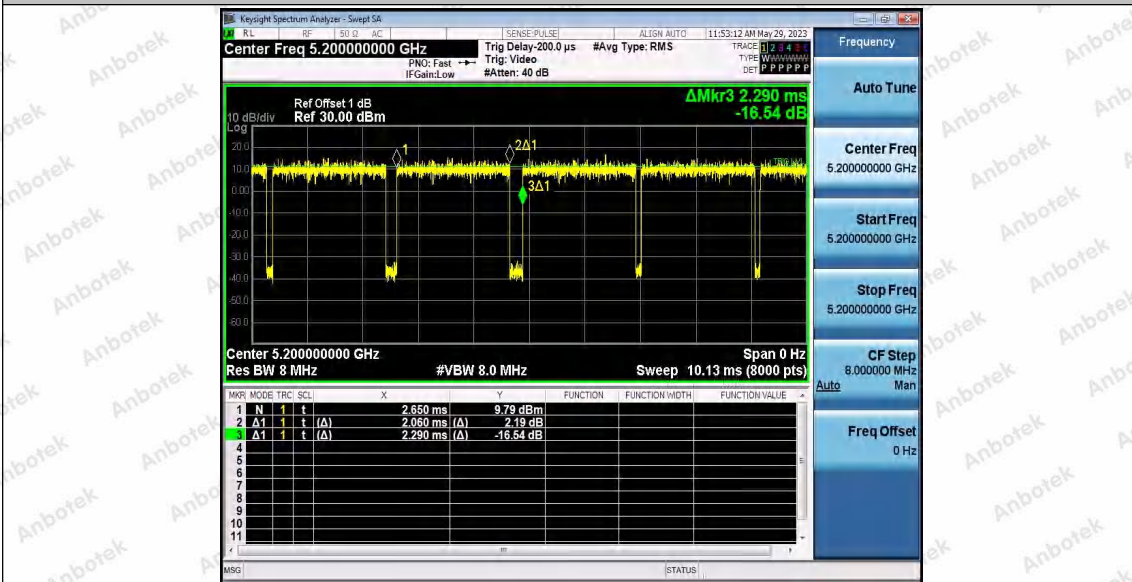 Keysight Spectrum Analyzer - Swept SA
RL RF 50 Ω AC SENSE:PULSE ALIGN AUTO 11:53:12 AM May 29, 2023
Center Freq 5.200000000 GHz
PNO: Fast
IFGain:Low
Trig Delay-200.0 µs
Trig: Video
#Atten: 40 dB
#Avg Type: RMS
TRACE 1 2 3 4 5 6
TYPE WWWWWW
DET P P P P P P
Ref Offset 1 dB
Ref 30.00 dBm
ΔMkr3 2.290 ms
-16.54 dB
10 dB/div
Log
20.0
10.0
0.00
-10.0
-20.0
-30.0
-40.0
-50.0
-60.0
1
2Δ1
3Δ1
Center 5.200000000 GHz Span 0 Hz
Res BW 8 MHz #VBW 8.0 MHz Sweep 10.13 ms (8000 pts)
MKR MODE TRC SCL X Y FUNCTION FUNCTION WIDTH FUNCTION VALUE
1 N 1 t 2.650 ms 9.79 dBm
2 Δ1 1 t (Δ) 2.060 ms (Δ) 2.19 dB
3 Δ1 1 t (Δ) 2.290 ms (Δ) -16.54 dB
4
5
6
7
8
9
10
11
MSG STATUS
Frequency
Auto Tune
Center Freq
5.200000000 GHz
Start Freq
5.200000000 GHz
Stop Freq
5.200000000 GHz
CF Step
8.000000 MHz
Auto Man
Freq Offset
0 Hz
Anbotek